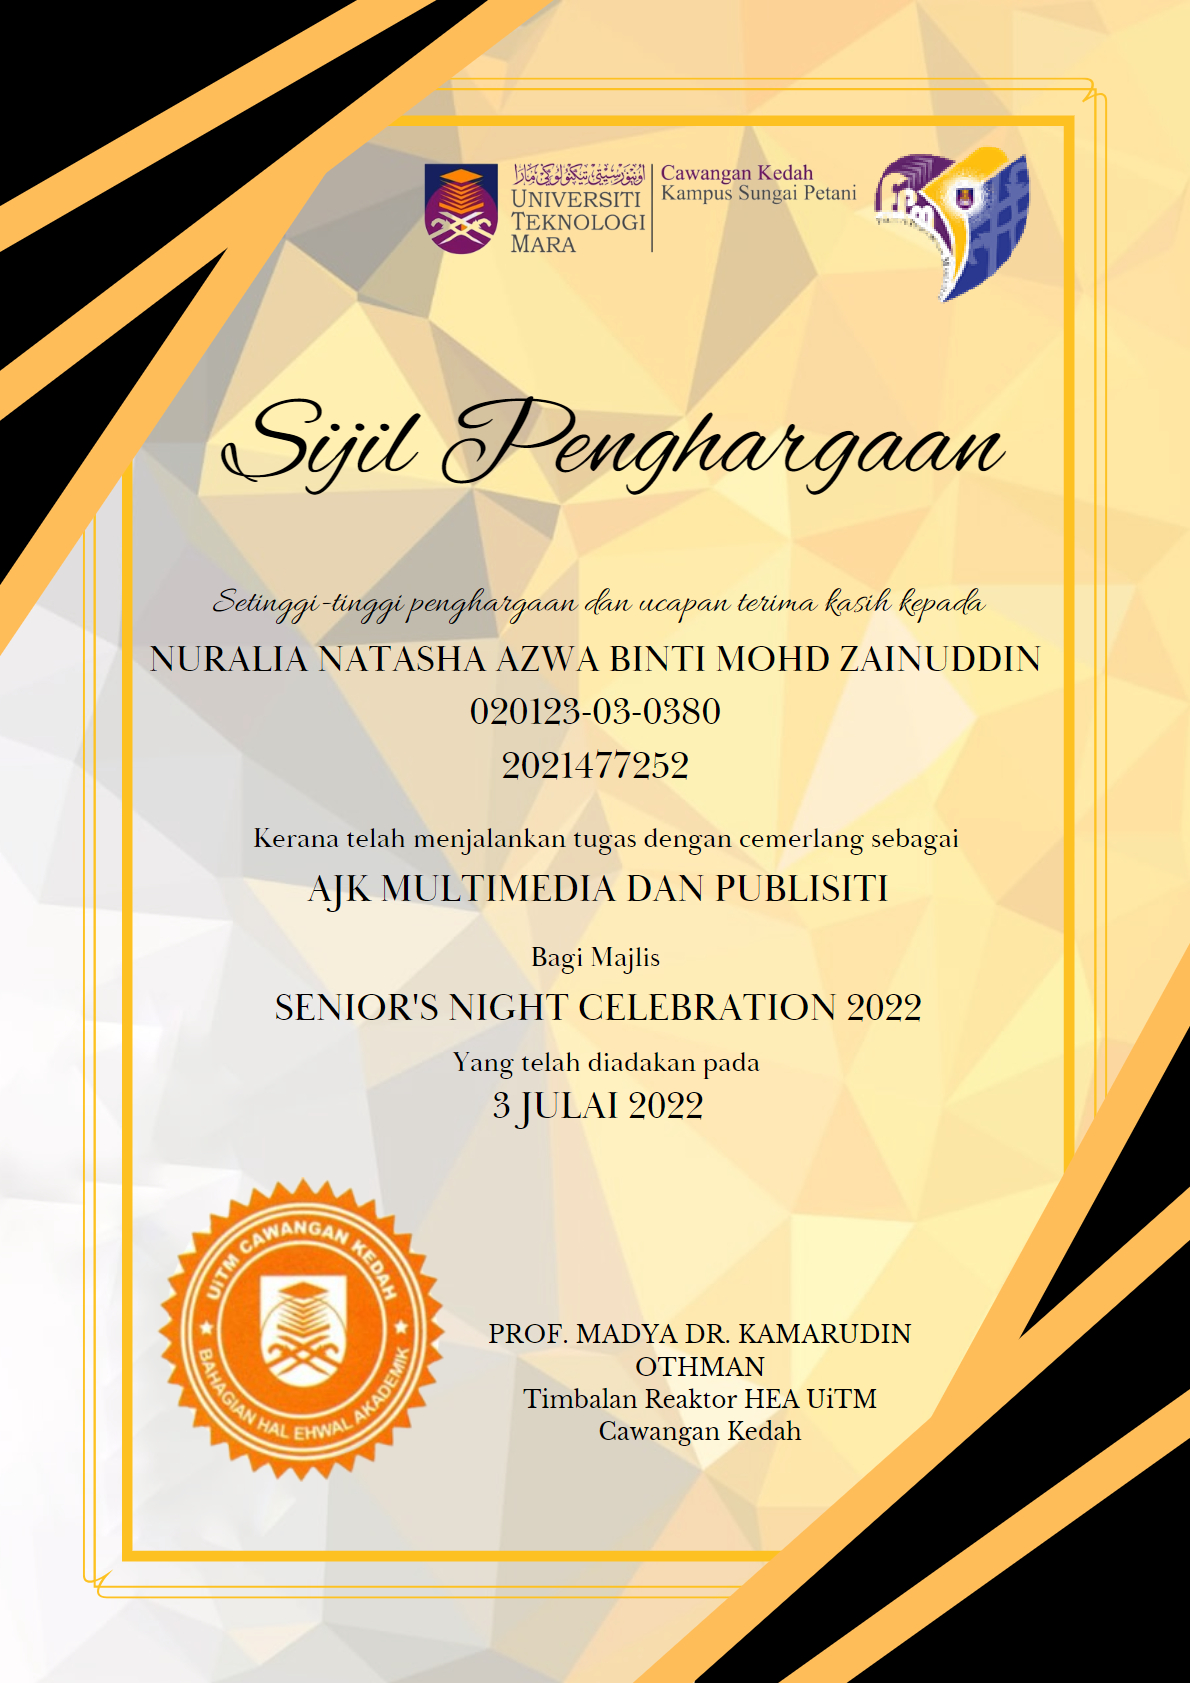 اونيۏرسيتي تيكنولوڬي مارا
UNIVERSITI
TEKNOLOGI
MARA
Cawangan Kedah
Kampus Sungai Petani
Sijil Penghargaan
Setinggi-tinggi penghargaan dan ucapan terima kasih kepada
NURALIA NATASHA AZWA BINTI MOHD ZAINUDDIN
020123-03-0380
2021477252
Kerana telah menjalankan tugas dengan cemerlang sebagai
AJK MULTIMEDIA DAN PUBLISITI
Bagi Majlis
SENIOR'S NIGHT CELEBRATION 2022
Yang telah diadakan pada
3 JULAI 2022
UiTM CAWANGAN KEDAH
BAHAGIAN HAL EHWAL AKADEMIK
PROF. MADYA DR. KAMARUDIN
OTHMAN
Timbalan Reaktor HEA UiTM
Cawangan Kedah